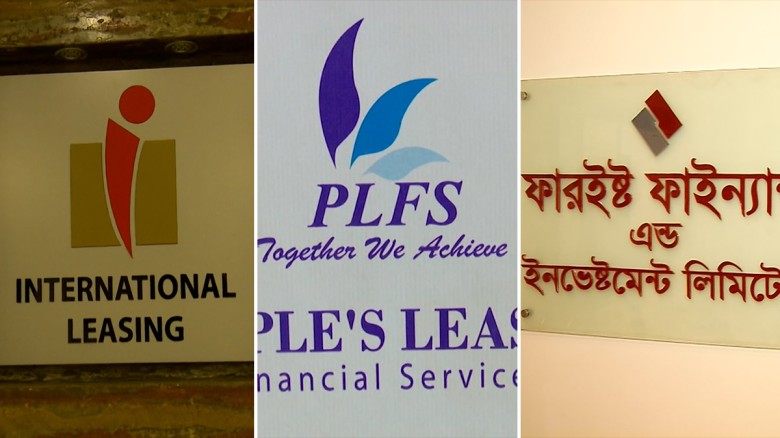 INTERNATIONAL
LEASING
PLFS
Together We Achieve
PLE'S LEAS
nancial Service
ফারইষ্ট ফাইন্যা
এন্ড
ইনভেষ্টমেন্ট লিমিটে